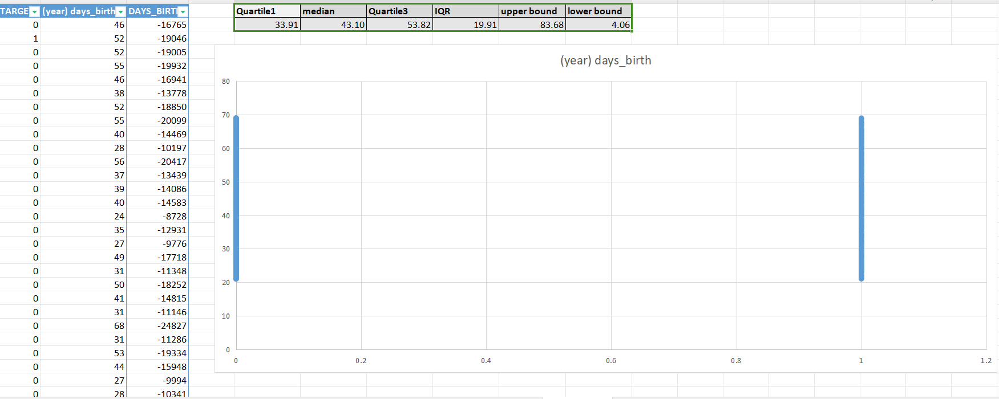 TARGE (year) days_birth DAYS_BIRTI Quartile1 median Quartile3 IQR upper bound lower bound
0 46 -16765 33.91 43.10 53.82 19.91 83.68 4.06
1 52 -19046
0 52 -19005
0 55 -19932
0 46 -16941
0 38 -13778
0 52 -18850
0 55 -20099
0 40 -14469
0 28 -10197
0 56 -20417
0 37 -13439
0 39 -14086
0 40 -14583
0 24 -8728
0 35 -12931
0 27 -9776
0 49 -17718
0 31 -11348
0 50 -18252
0 41 -14815
0 31 -11146
0 68 -24827
0 31 -11286
0 53 -19334
0 44 -15948
0 27 -9994
0 28 -10341
(year) days_birth
80
70
60
50
40
30
20
10
0
0 0.2 0.4 0.6 0.8 1 1.2